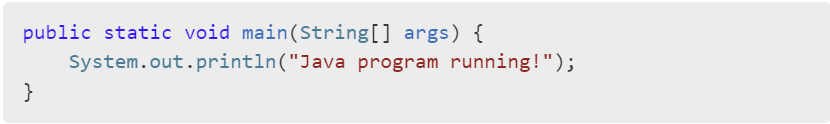 public static void main(String[] args) {
    System.out.println("Java program running!");
}